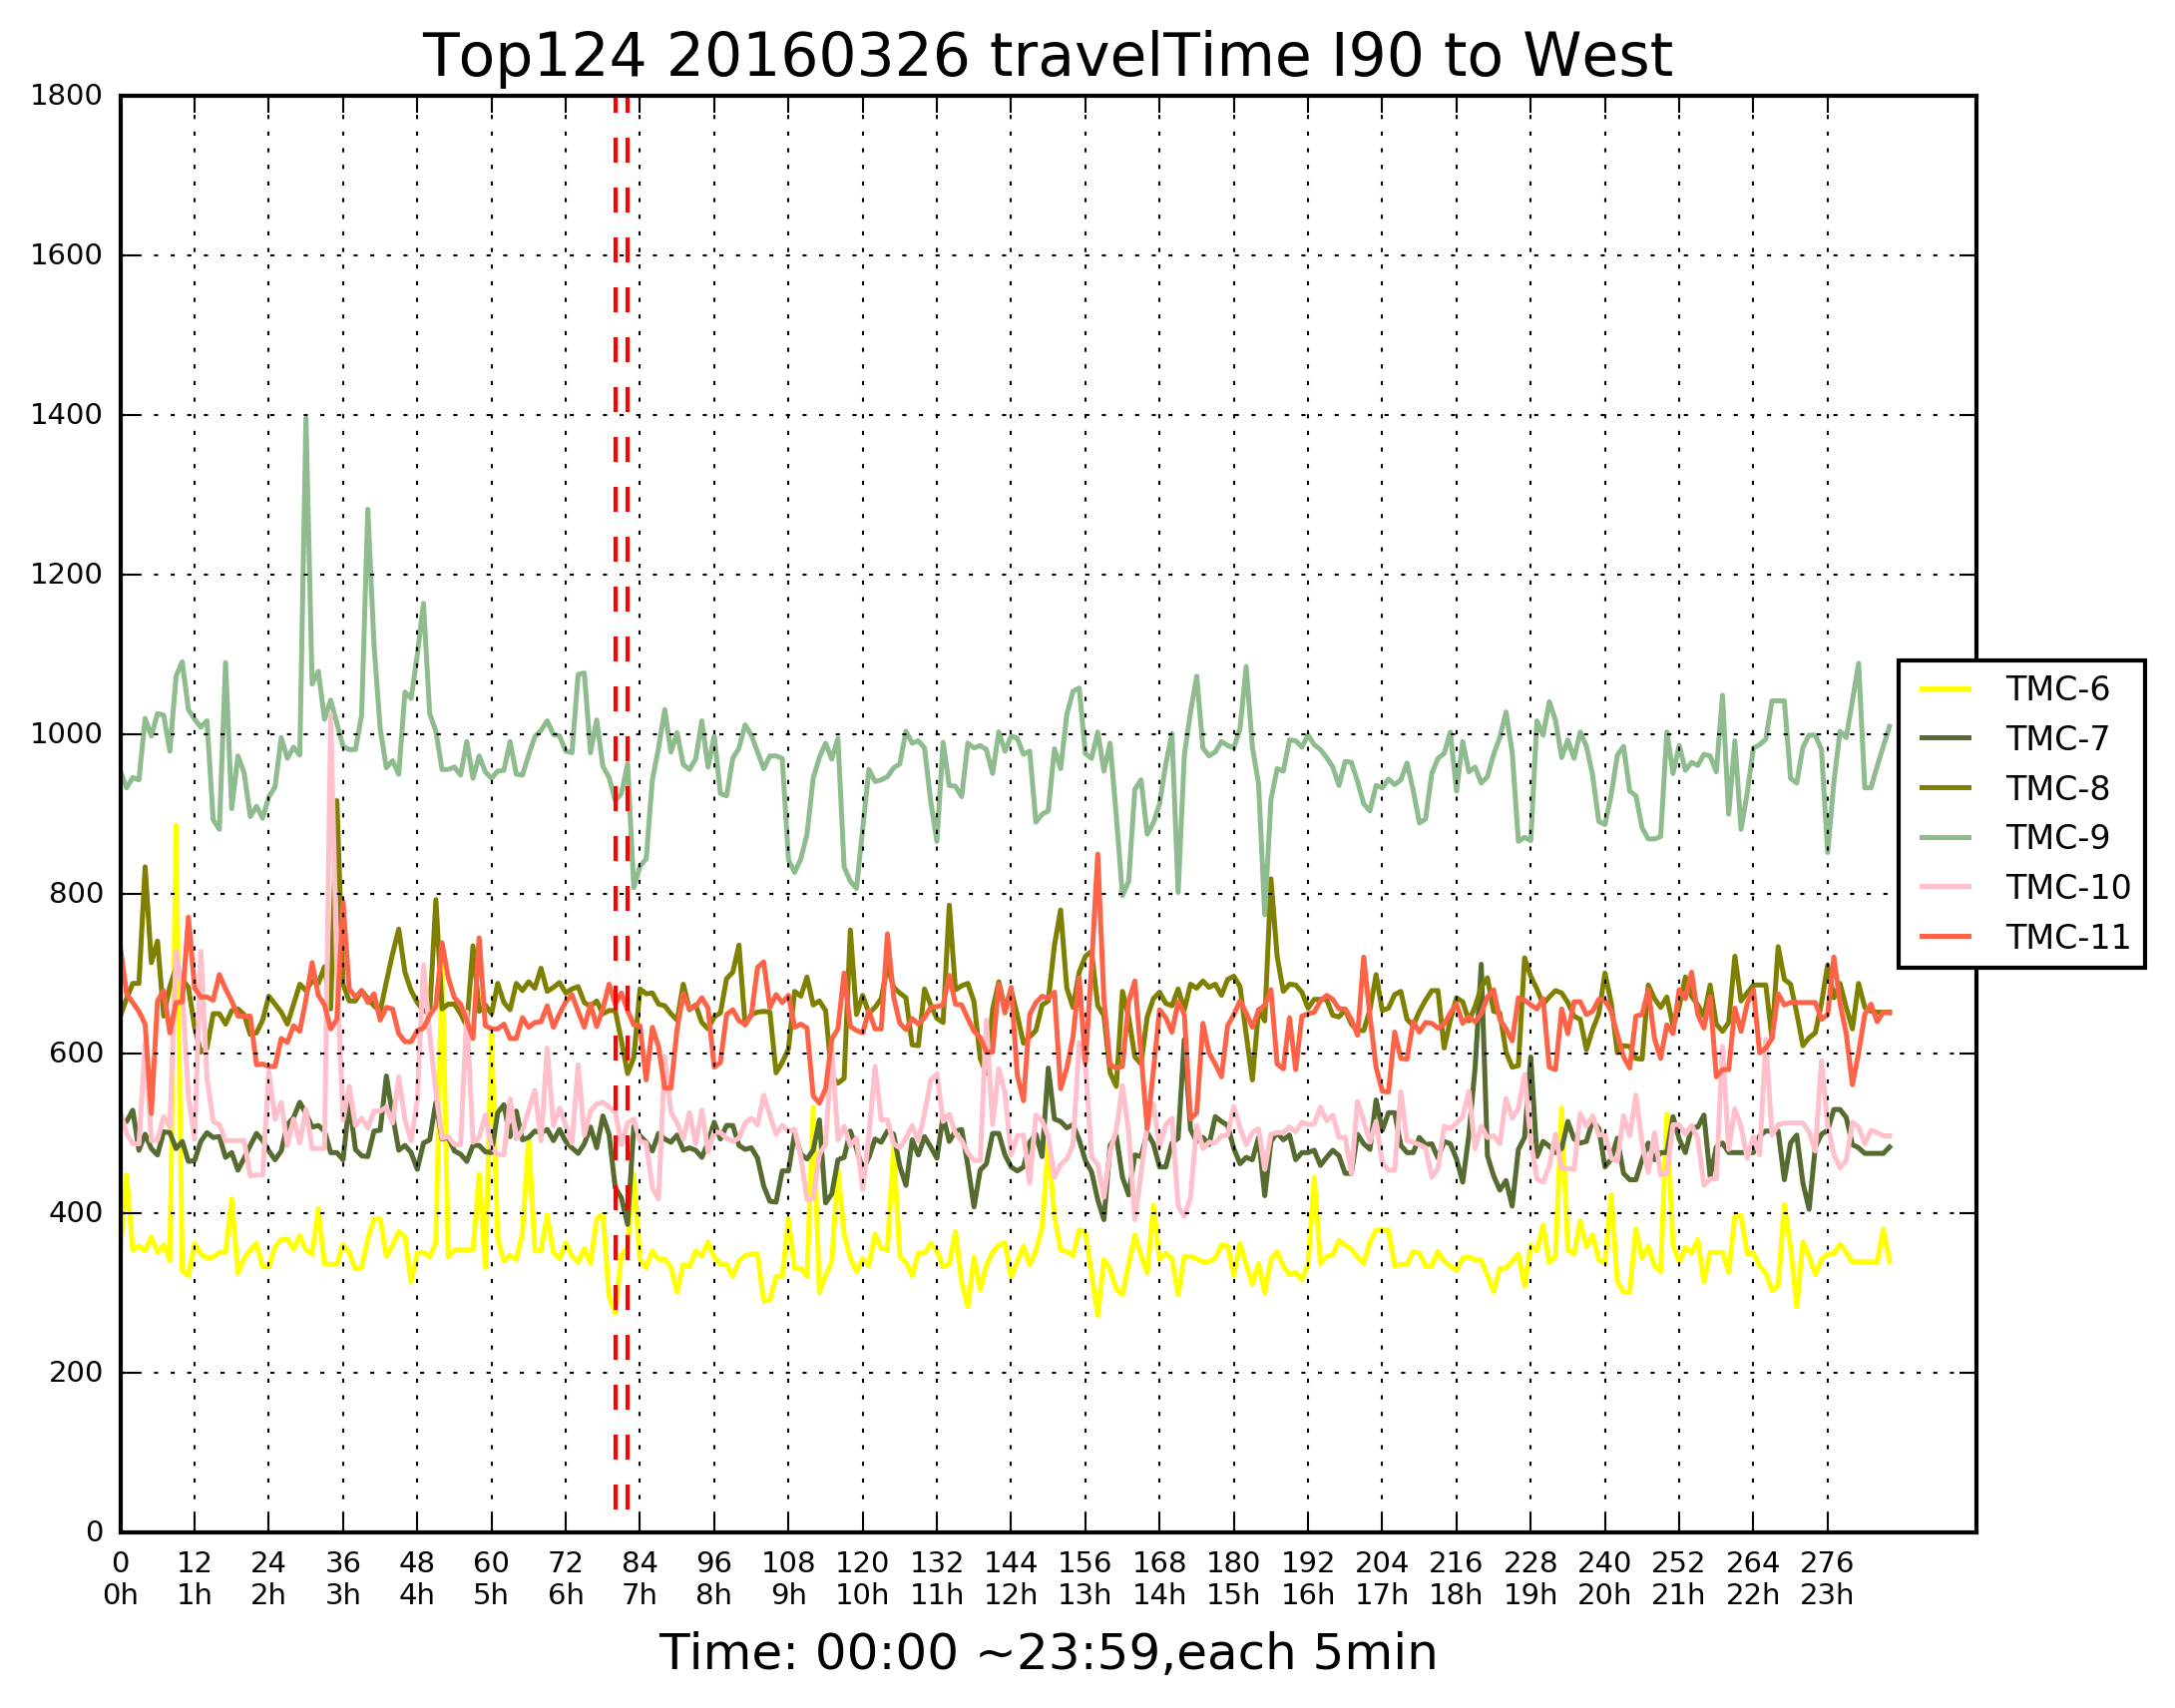 Top124 20160326 travelTime I90 to West
1800
1600
1400
1200
1000
800
600
400
200
0
0 12 24 36 48 60 72 84 96 108 120 132 144 156 168 180 192 204 216 228 240 252 264 276
0h 1h 2h 3h 4h 5h 6h 7h 8h 9h 10h 11h 12h 13h 14h 15h 16h 17h 18h 19h 20h 21h 22h 23h
Time: 00:00 ~23:59,each 5min
TMC-6
TMC-7
TMC-8
TMC-9
TMC-10
TMC-11